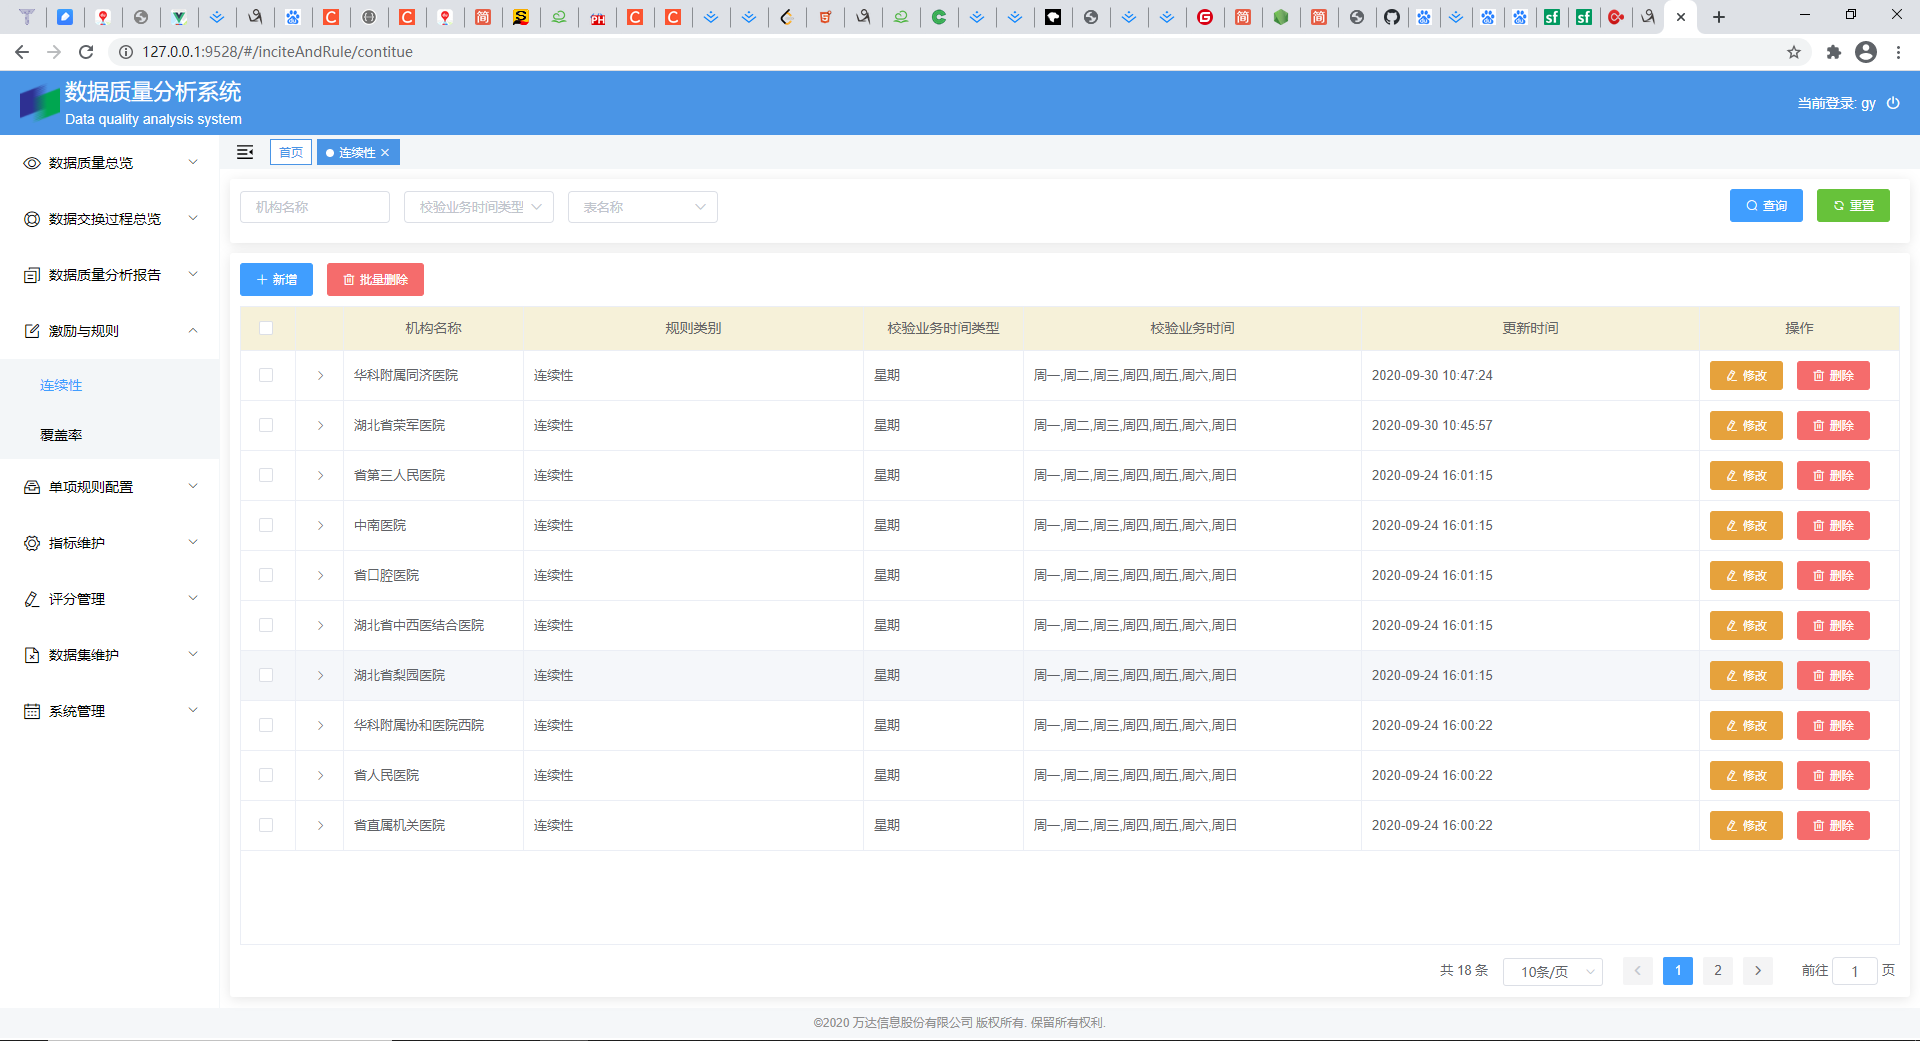 127.0.0.1:9528/#/inciteAndRule/contitue
数据质量分析系统
Data quality analysis system
当前登录: gy
数据质量总览
数据交换过程总览
数据质量分析报告
激励与规则
连续性
覆盖率
单项规则配置
指标维护
评分管理
数据集维护
系统管理
首页 连续性
机构名称 校验业务时间类型 表名称 查询 重置
新增 批量删除
机构名称 规则类别 校验业务时间类型 校验业务时间 更新时间 操作
华科附属同济医院 连续性 星期 周一,周二,周三,周四,周五,周六,周日 2020-09-30 10:47:24 修改 删除
湖北省荣军医院 连续性 星期 周一,周二,周三,周四,周五,周六,周日 2020-09-30 10:45:57 修改 删除
省第三人民医院 连续性 星期 周一,周二,周三,周四,周五,周六,周日 2020-09-24 16:01:15 修改 删除
中南医院 连续性 星期 周一,周二,周三,周四,周五,周六,周日 2020-09-24 16:01:15 修改 删除
省口腔医院 连续性 星期 周一,周二,周三,周四,周五,周六,周日 2020-09-24 16:01:15 修改 删除
湖北省中西医结合医院 连续性 星期 周一,周二,周三,周四,周五,周六,周日 2020-09-24 16:01:15 修改 删除
湖北省梨园医院 连续性 星期 周一,周二,周三,周四,周五,周六,周日 2020-09-24 16:01:15 修改 删除
华科附属协和医院西院 连续性 星期 周一,周二,周三,周四,周五,周六,周日 2020-09-24 16:00:22 修改 删除
省人民医院 连续性 星期 周一,周二,周三,周四,周五,周六,周日 2020-09-24 16:00:22 修改 删除
省直属机关医院 连续性 星期 周一,周二,周三,周四,周五,周六,周日 2020-09-24 16:00:22 修改 删除
共 18 条 10条/页 1 2 前往 1 页
©2020 万达信息股份有限公司 版权所有. 保留所有权利.